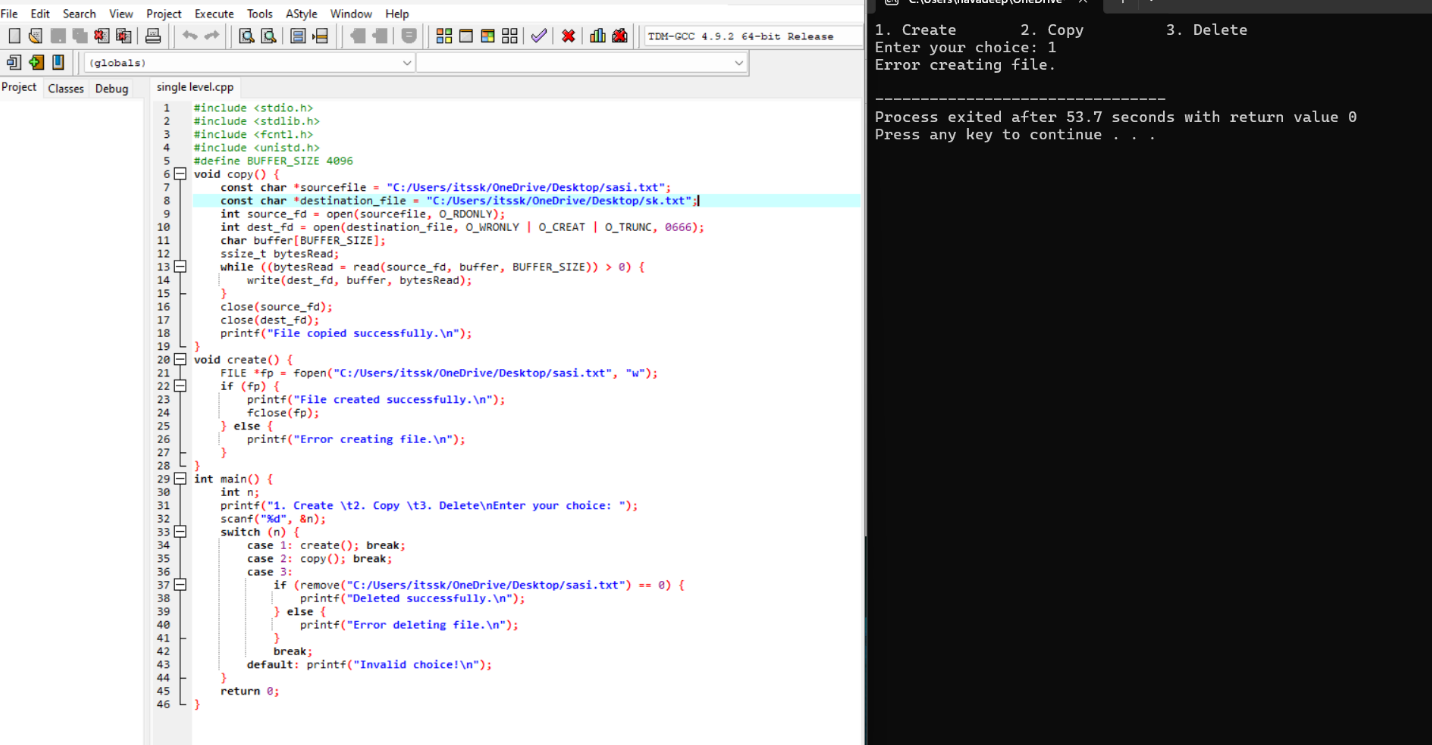 File Edit Search View Project Execute Tools AStyle Window Help
TDM-GCC 4.9.2 64-bit Release
(globals)
Project Classes Debug
single level.cpp
1 #include <stdio.h>
2 #include <stdlib.h>
3 #include <fcntl.h>
4 #include <unistd.h>
5 #define BUFFER_SIZE 4096
6 void copy() {
7 const char *sourcefile = "C:/Users/itssk/OneDrive/Desktop/sasi.txt";
8 const char *destination_file = "C:/Users/itssk/OneDrive/Desktop/sk.txt";
9 int source_fd = open(sourcefile, O_RDONLY);
10 int dest_fd = open(destination_file, O_WRONLY | O_CREAT | O_TRUNC, 0666);
11 char buffer[BUFFER_SIZE];
12 ssize_t bytesRead;
13 while ((bytesRead = read(source_fd, buffer, BUFFER_SIZE)) > 0) {
14 write(dest_fd, buffer, bytesRead);
15 }
16 close(source_fd);
17 close(dest_fd);
18 printf("File copied successfully.\n");
19 }
20 void create() {
21 FILE *fp = fopen("C:/Users/itssk/OneDrive/Desktop/sasi.txt", "w");
22 if (fp) {
23 printf("File created successfully.\n");
24 fclose(fp);
25 } else {
26 printf("Error creating file.\n");
27 }
28 }
29 int main() {
30 int n;
31 printf("1. Create \t2. Copy \t3. Delete\nEnter your choice: ");
32 scanf("%d", &n);
33 switch (n) {
34 case 1: create(); break;
35 case 2: copy(); break;
36 case 3:
37 if (remove("C:/Users/itssk/OneDrive/Desktop/sasi.txt") == 0) {
38 printf("Deleted successfully.\n");
39 } else {
40 printf("Error deleting file.\n");
41 }
42 break;
43 default: printf("Invalid choice!\n");
44 }
45 return 0;
46 }
C:\Users\navadeep\OneDrive
1. Create 2. Copy 3. Delete
Enter your choice: 1
Error creating file.
--------------------------------
Process exited after 53.7 seconds with return value 0
Press any key to continue . . .